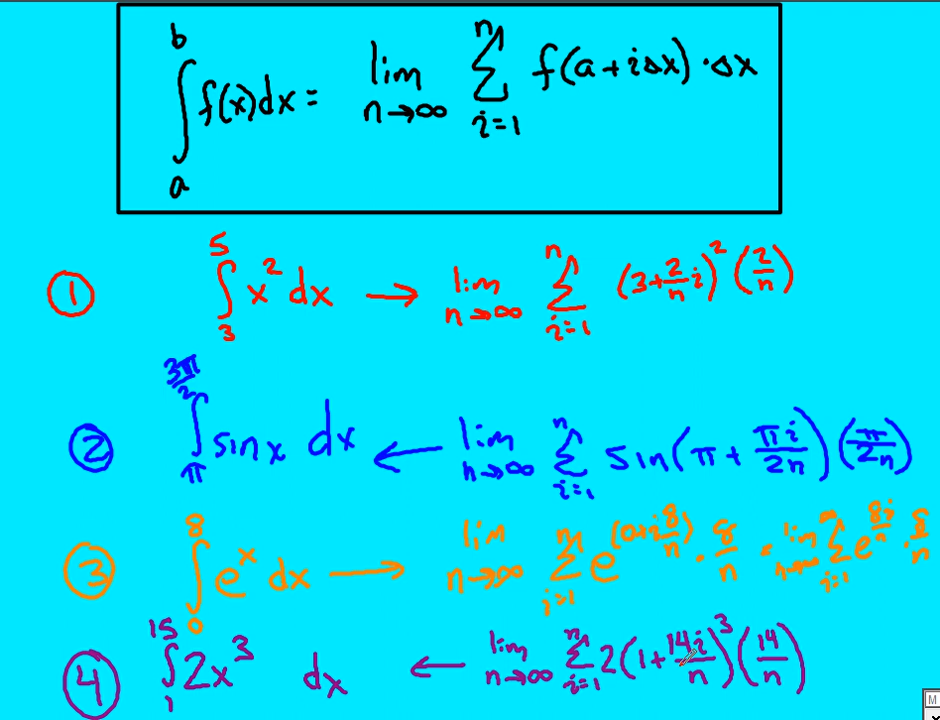 ∫_a^b f(x)dx = lim_{n→∞} Σ_{i=1}^n f(a+iΔx)·Δx
① ∫_3^5 x² dx → lim_{n→∞} Σ_{i=1}^n (3+2/n i)² (2/n)
② ∫_π^{3π/2} sin x dx ← lim_{n→∞} Σ_{i=1}^n sin(π + πi/2n) (π/2n)
③ ∫_0^8 e^x dx → lim_{n→∞} Σ_{i=1}^n e^{(0+i 8/n)} · 8/n = lim_{n→∞} Σ_{i=1}^n e^{8i/n} · 8/n
④ ∫_1^15 2x³ dx ← lim_{n→∞} Σ_{i=1}^n 2(1+14i/n)³ (14/n)
M